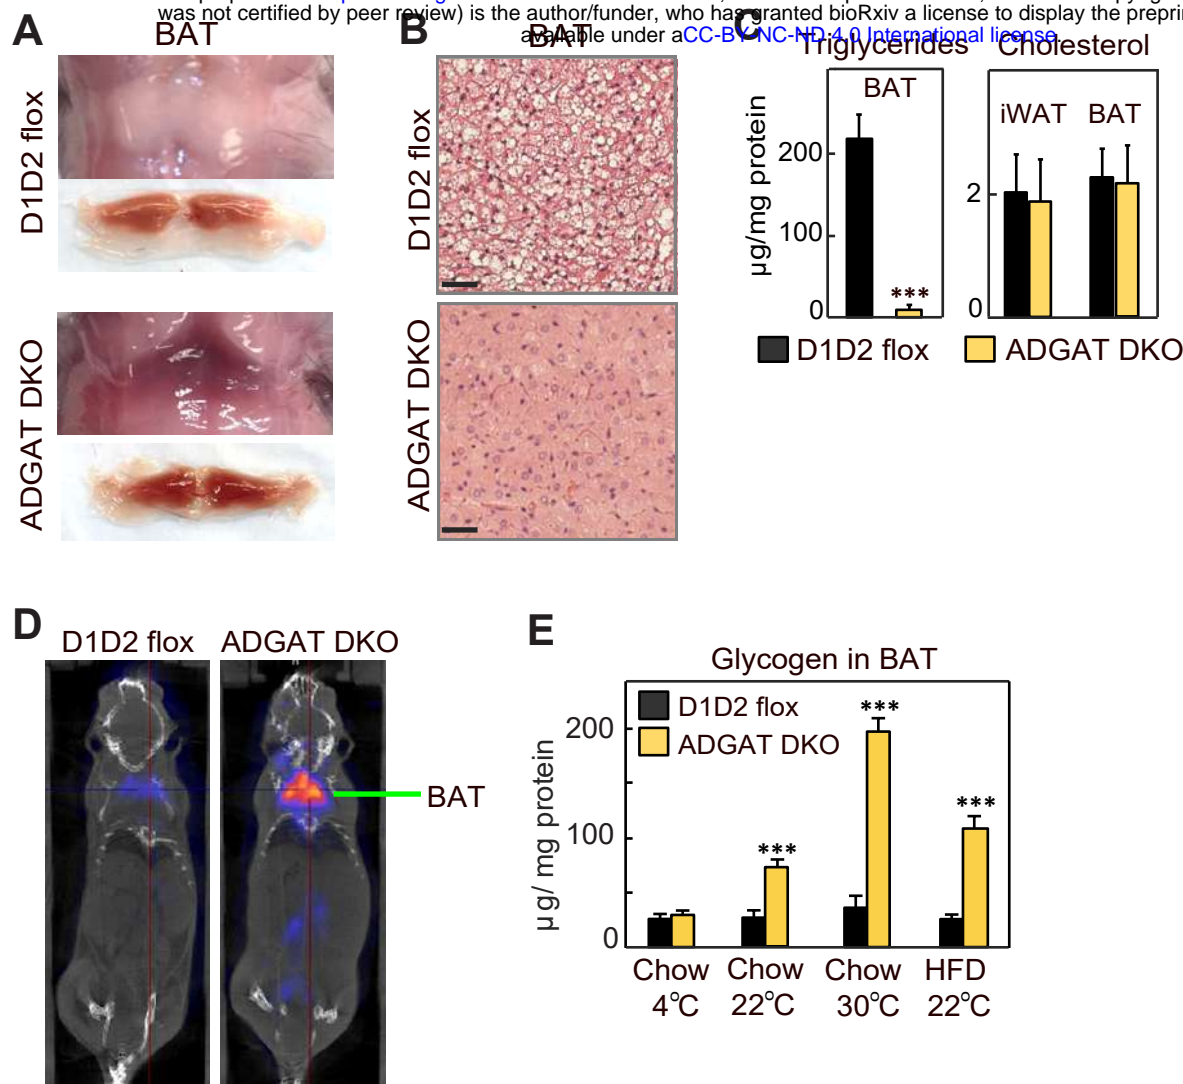 was not certified by peer review) is the author/funder, who has granted bioRxiv a license to display the
available under aCC-BY-NC-ND 4.0 International license.
A
BAT
D1D2 flox
ADGAT DKO
B
BAT
D1D2 flox
ADGAT DKO
C
Triglycerides
Cholesterol
BAT
iWAT BAT
µg/mg protein
200
100
0
***
2
0
D1D2 flox
ADGAT DKO
D
D1D2 flox
ADGAT DKO
BAT
E
Glycogen in BAT
D1D2 flox
ADGAT DKO
µg/ mg protein
200
100
0
***
***
***
Chow Chow Chow HFD
4°C 22°C 30°C 22°C